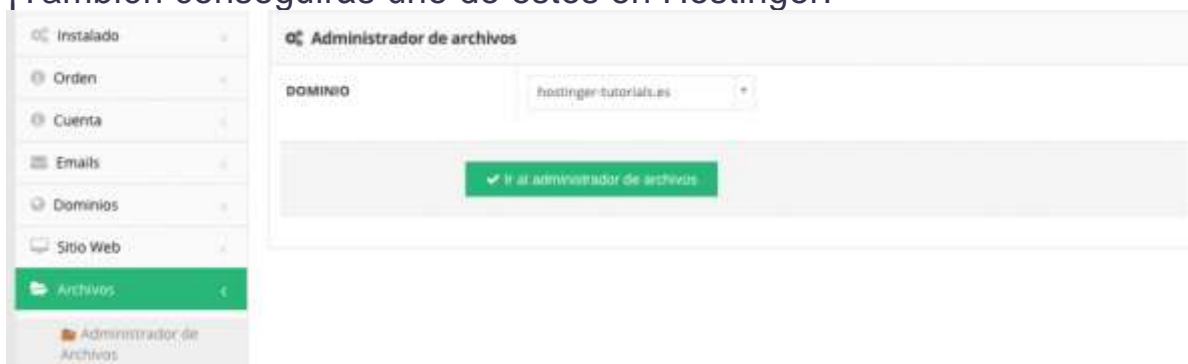 ¡También conseguirás uno de estos en Hostinger!
Instalado
Orden
Cuenta
Emails
Dominios
Sitio Web
Archivos
Administrador de
Archivos
Administrador de archivos
DOMINIO
hostinger-tutorials.es
Ir al administrador de archivos